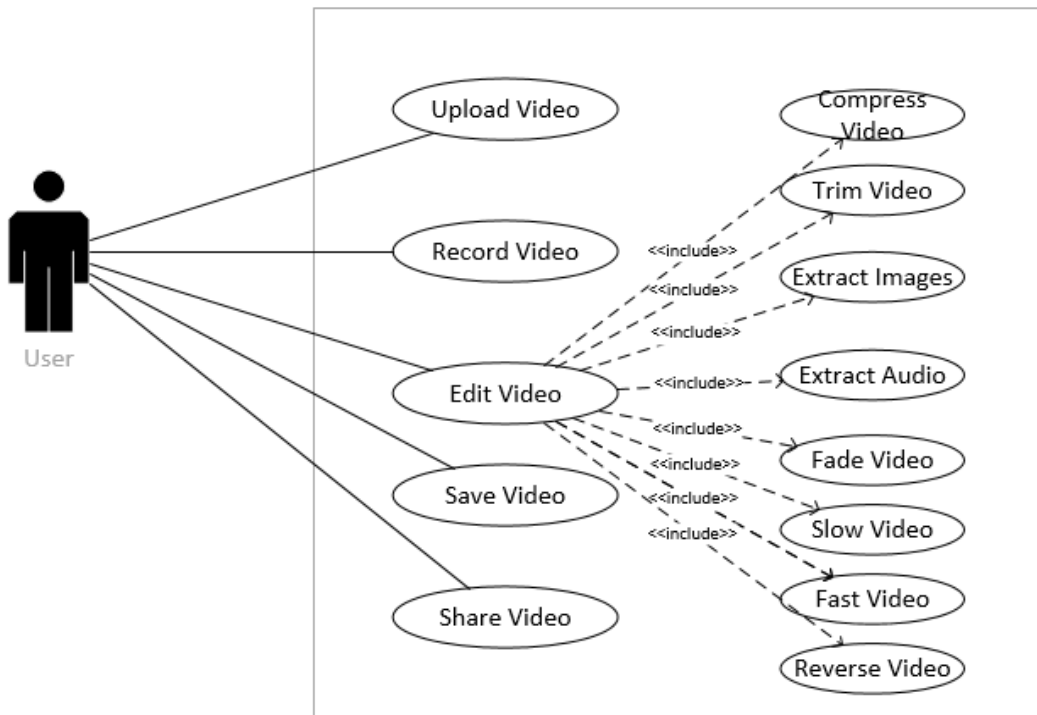 Upload Video
Record Video
Edit Video
Save Video
Share Video
User
<<include>>
<<include>>
<<include>>
<<include>>
<<include>>
<<include>>
<<include>>
<<include>>
Compress
Video
Trim Video
Extract Images
Extract Audio
Fade Video
Slow Video
Fast Video
Reverse Video